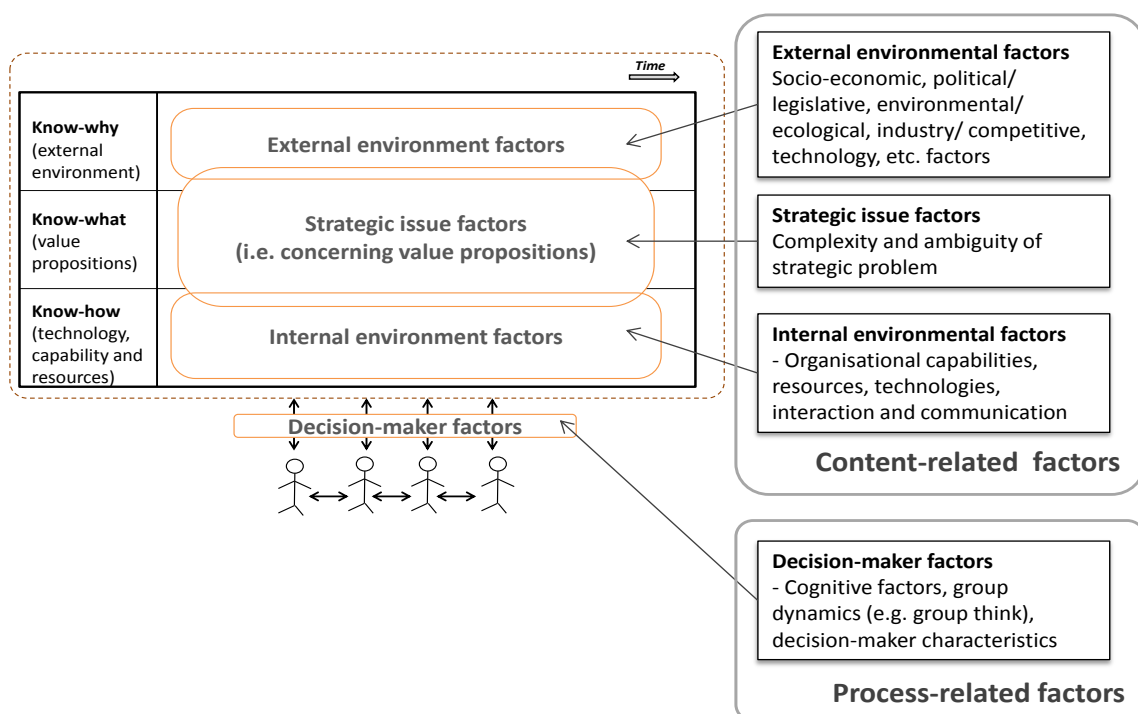 Time
Know-why
(external
environment)
External environment factors
Know-what
(value
propositions)
Strategic issue factors
(i.e. concerning value propositions)
Know-how
(technology,
capability and
resources)
Internal environment factors
Decision-maker factors
External environmental factors
Socio-economic, political/
legislative, environmental/
ecological, industry/ competitive,
technology, etc. factors
Strategic issue factors
Complexity and ambiguity of
strategic problem
Internal environmental factors
- Organisational capabilities,
resources, technologies,
interaction and communication
Content-related factors
Decision-maker factors
- Cognitive factors, group
dynamics (e.g. group think),
decision-maker characteristics
Process-related factors